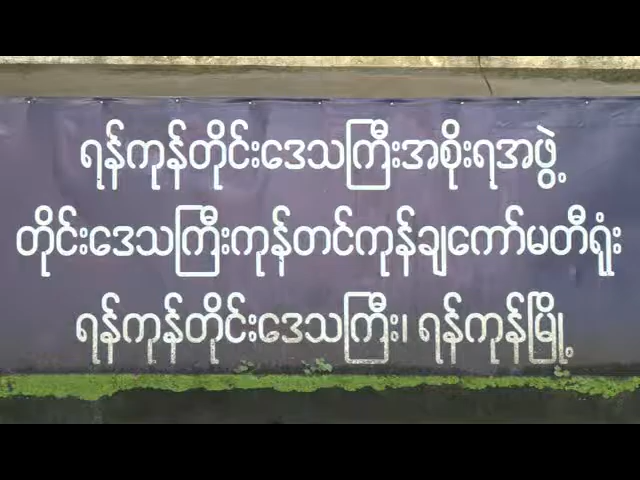 ရန်ကုန်တိုင်းဒေသကြီးအစိုးရအဖွဲ့
တိုင်းဒေသကြီးကုန်တင်ကုန်ချကော်မတီရုံး
ရန်ကုန်တိုင်းဒေသကြီး၊ ရန်ကုန်မြို့